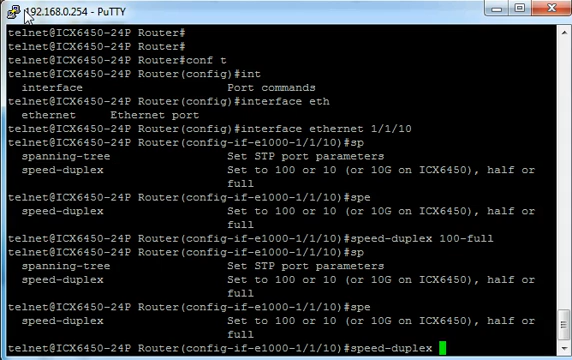 192.168.0.254 - PuTTY
telnet@ICX6450-24P Router#
telnet@ICX6450-24P Router#
telnet@ICX6450-24P Router#conf t
telnet@ICX6450-24P Router(config)#int
interface Port commands
telnet@ICX6450-24P Router(config)#interface eth
ethernet Ethernet port
telnet@ICX6450-24P Router(config)#interface ethernet 1/1/10
telnet@ICX6450-24P Router(config-if-e1000-1/1/10)#sp
spanning-tree Set STP port parameters
speed-duplex Set to 100 or 10 (or 10G on ICX6450), half or
full
telnet@ICX6450-24P Router(config-if-e1000-1/1/10)#spe
speed-duplex Set to 100 or 10 (or 10G on ICX6450), half or
full
telnet@ICX6450-24P Router(config-if-e1000-1/1/10)#speed-duplex 100-full
telnet@ICX6450-24P Router(config-if-e1000-1/1/10)#sp
spanning-tree Set STP port parameters
speed-duplex Set to 100 or 10 (or 10G on ICX6450), half or
full
telnet@ICX6450-24P Router(config-if-e1000-1/1/10)#spe
speed-duplex Set to 100 or 10 (or 10G on ICX6450), half or
full
telnet@ICX6450-24P Router(config-if-e1000-1/1/10)#speed-duplex